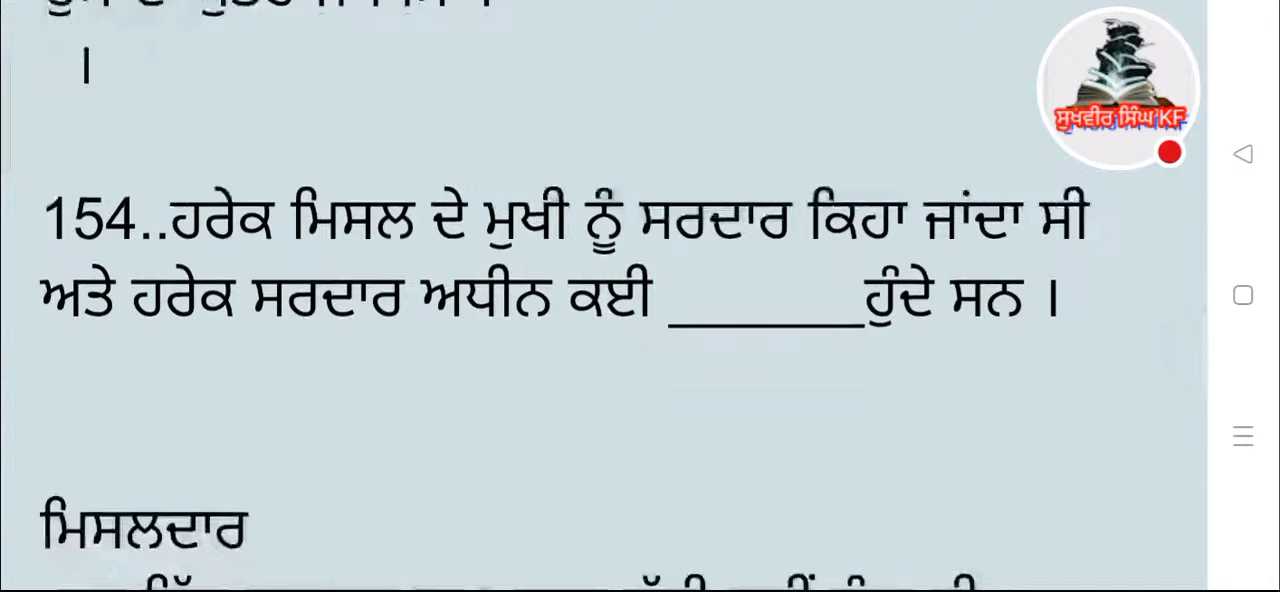 ।
ਸੁਖਵੀਰ ਸਿੰਘ KF
154..ਹਰੇਕ ਮਿਸਲ ਦੇ ਮੁਖੀ ਨੂੰ ਸਰਦਾਰ ਕਿਹਾ ਜਾਂਦਾ ਸੀ
ਅਤੇ ਹਰੇਕ ਸਰਦਾਰ ਅਧੀਨ ਕਈ ________ਹੁੰਦੇ ਸਨ ।
ਮਿਸਲਦਾਰ